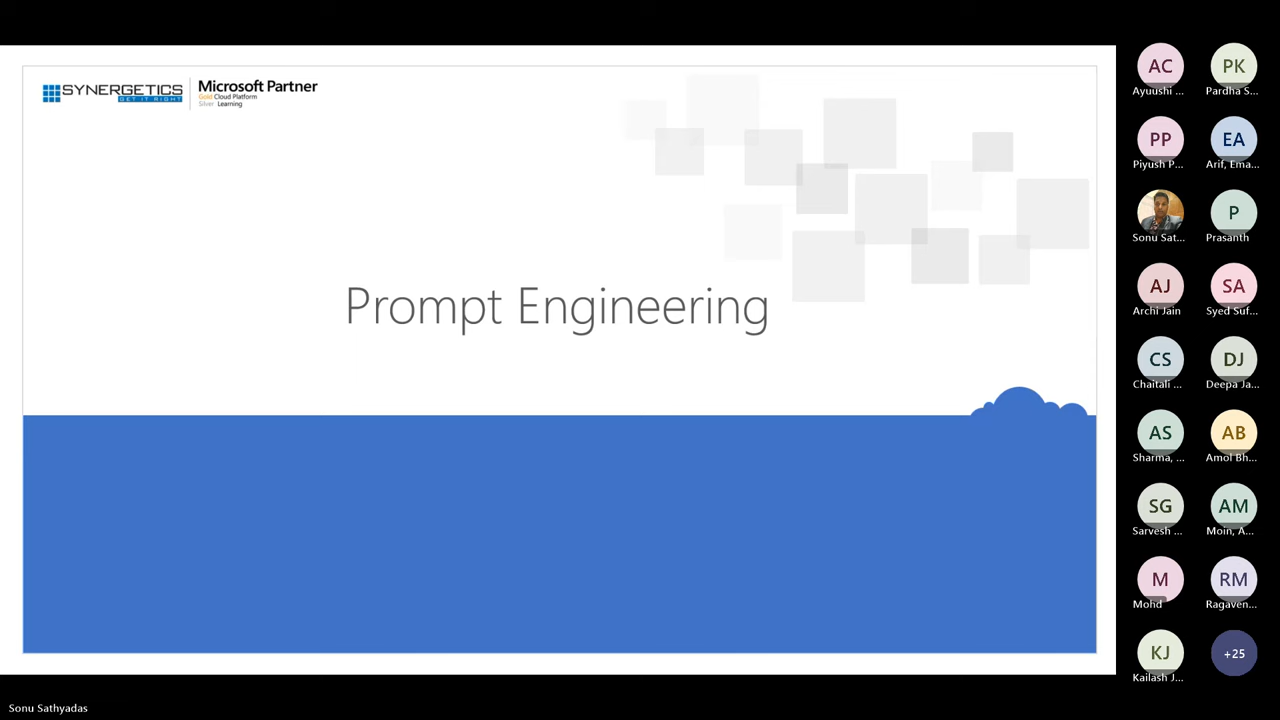 SYNERGETICS
GET IT RIGHT
Microsoft Partner
Gold Cloud Platform
Silver Learning
Prompt Engineering
AC
Ayuushi ...
PK
Pardha S...
PP
Piyush P...
EA
Arif, Ema...
Sonu Sat...
P
Prasanth
AJ
Archi Jain
SA
Syed Suf...
CS
Chaitali ...
DJ
Deepa Ja...
AS
Sharma, ...
AB
Amol Bh...
SG
Sarvesh ...
AM
Moin, A...
M
Mohd
RM
Ragaven...
KJ
Kailash J...
+25
Sonu Sathyadas